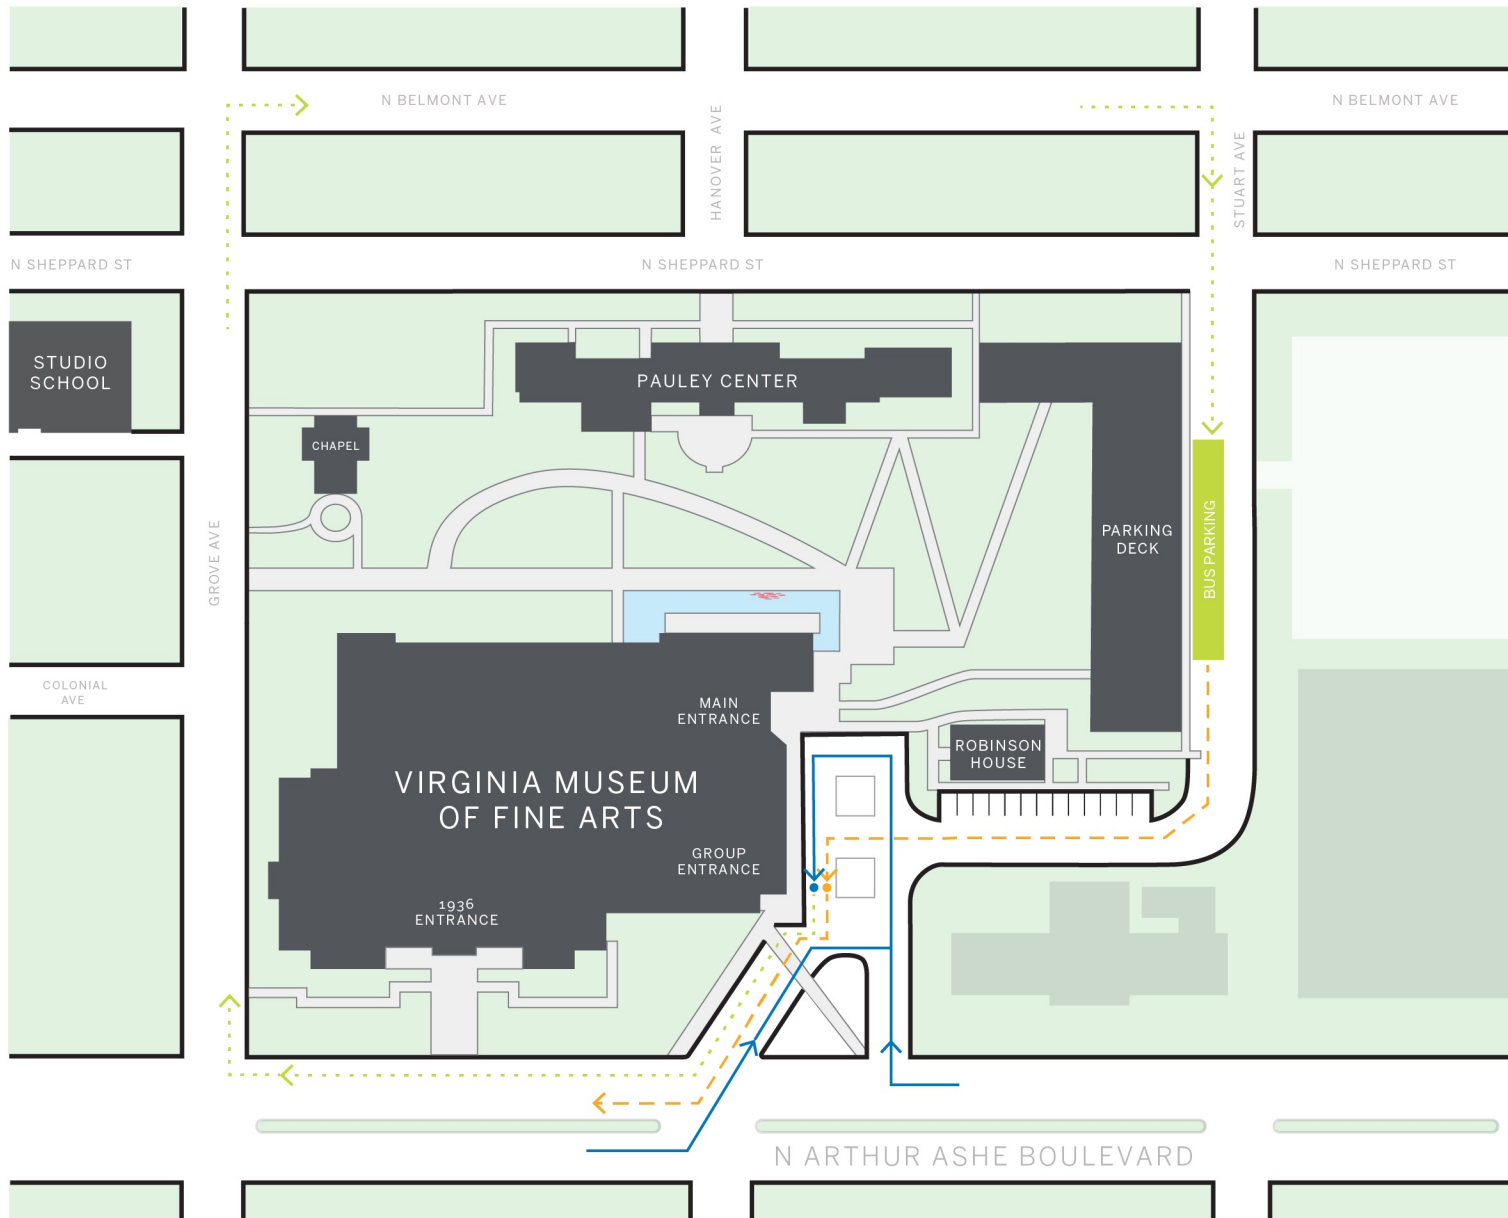 N BELMONT AVE
N BELMONT AVE
HANOVER AVE
STUART AVE
N SHEPPARD ST
N SHEPPARD ST
N SHEPPARD ST
STUDIO
SCHOOL
PAULEY CENTER
CHAPEL
GROVE AVE
PARKING
DECK
BUS PARKING
COLONIAL
AVE
MAIN
ENTRANCE
ROBINSON
HOUSE
VIRGINIA MUSEUM
OF FINE ARTS
GROUP
ENTRANCE
1936
ENTRANCE
N ARTHUR ASHE BOULEVARD